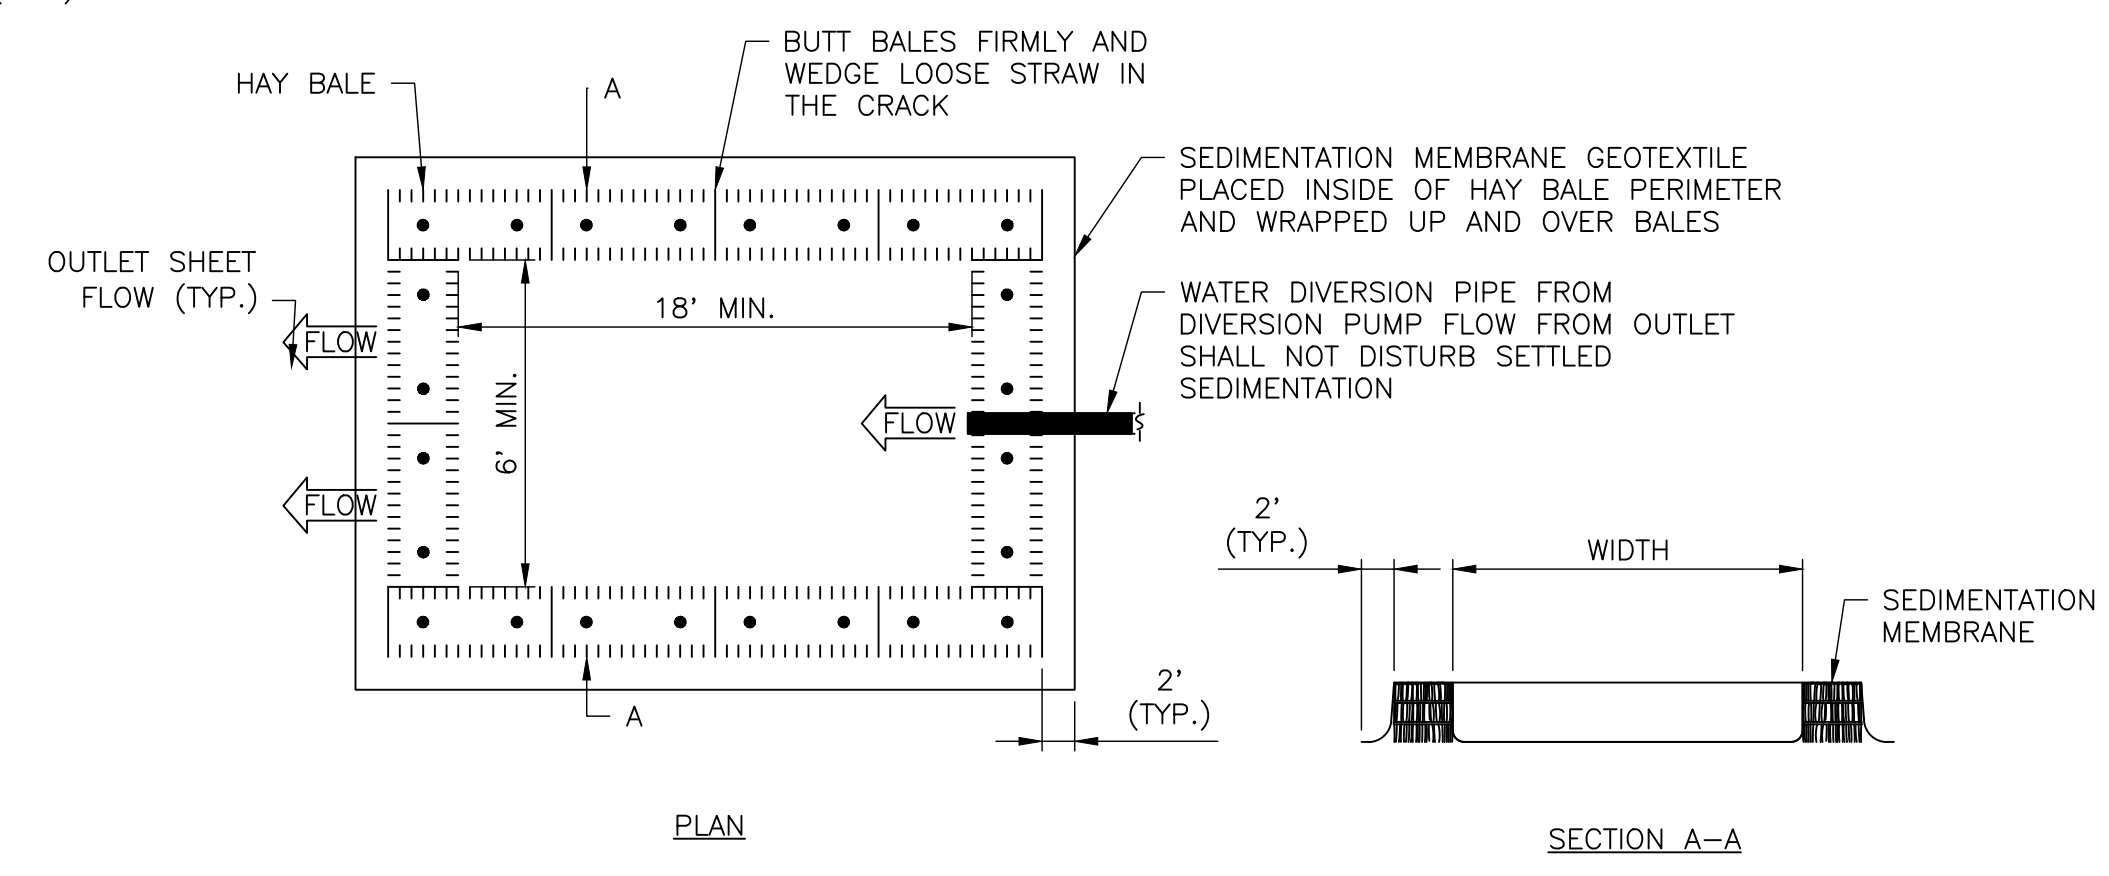 BUTT BALES FIRMLY AND
WEDGE LOOSE STRAW IN
THE CRACK
HAY BALE
A
SEDIMENTATION MEMBRANE GEOTEXTILE
PLACED INSIDE OF HAY BALE PERIMETER
AND WRAPPED UP AND OVER BALES
OUTLET SHEET
FLOW (TYP.)
WATER DIVERSION PIPE FROM
DIVERSION PUMP FLOW FROM OUTLET
SHALL NOT DISTURB SETTLED
SEDIMENTATION
18' MIN.
FLOW
6' MIN.
FLOW
FLOW
2'
(TYP.)
WIDTH
SEDIMENTATION
MEMBRANE
2'
(TYP.)
A
PLAN
SECTION A-A